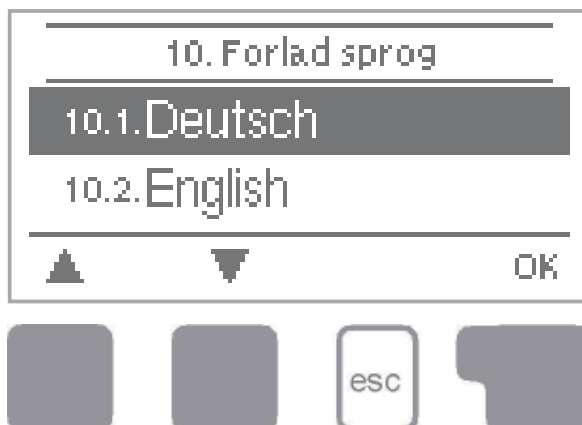 10. Forlad sprog
10.1.Deutsch
10.2.English
OK
esc